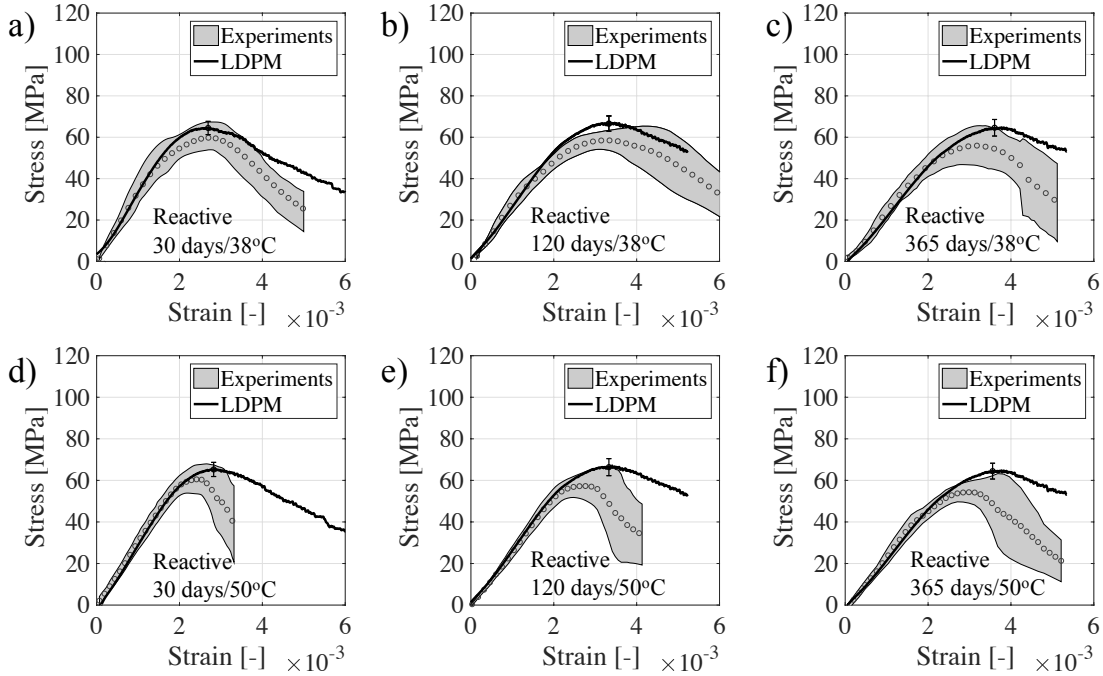 a)
Stress [MPa]
120
100
80
60
40
20
0
Experiments
LDPM
Reactive
30 days/38ºC
0 2 4 6
Strain [-] ×10⁻³
b)
Stress [MPa]
120
100
80
60
40
20
0
Experiments
LDPM
Reactive
120 days/38ºC
0 2 4 6
Strain [-] ×10⁻³
c)
Stress [MPa]
120
100
80
60
40
20
0
Experiments
LDPM
Reactive
365 days/38ºC
0 2 4 6
Strain [-] ×10⁻³
d)
Stress [MPa]
120
100
80
60
40
20
0
Experiments
LDPM
Reactive
30 days/50ºC
0 2 4 6
Strain [-] ×10⁻³
e)
Stress [MPa]
120
100
80
60
40
20
0
Experiments
LDPM
Reactive
120 days/50ºC
0 2 4 6
Strain [-] ×10⁻³
f)
Stress [MPa]
120
100
80
60
40
20
0
Experiments
LDPM
Reactive
365 days/50ºC
0 2 4 6
Strain [-] ×10⁻³